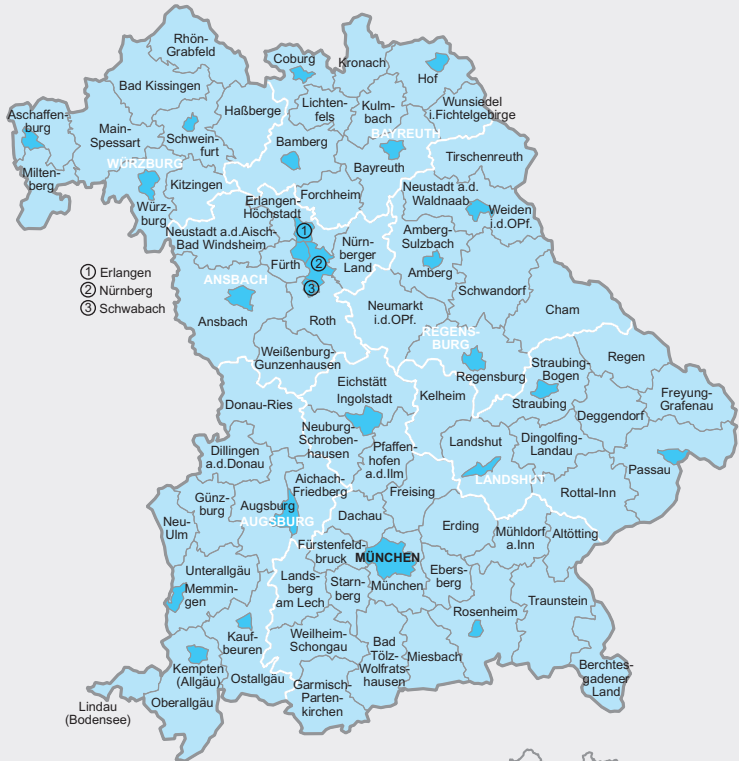 Rhön-
Grabfeld
Coburg
Kronach
Hof
Bad Kissingen
Lichten-
fels
Kulm-
bach
Wunsiedel
i.Fichtelgebirge
Aschaffen-
burg
Main-
Spessart
Haßberge
Schwein-
furt
Bamberg
BAYREUTH
Bayreuth
Tirschenreuth
Milten-
berg
WÜRZBURG
Kitzingen
Würz-
burg
Forchheim
Neustadt a.d.
Waldnaab
Weiden
i.d.OPf.
Erlangen-
Höchstadt
Neustadt a.d.Aisch-
Bad Windsheim
1
2
3
Fürth
Nürn-
berger
Land
Amberg-
Sulzbach
Amberg
1 Erlangen
2 Nürnberg
3 Schwabach
ANSBACH
Ansbach
Roth
Neumarkt
i.d.OPf.
Schwandorf
Cham
Weißenburg-
Gunzenhausen
REGENS-
BURG
Regensburg
Straubing-
Bogen
Straubing
Regen
Eichstätt
Ingolstadt
Kelheim
Deggendorf
Freyung-
Grafenau
Donau-Ries
Neuburg-
Schroben-
hausen
Pfaffen-
hofen
a.d.Ilm
Landshut
LANDSHUT
Dingolfing-
Landau
Passau
Rottal-Inn
Dillingen
a.d.Donau
Aichach-
Friedberg
Freising
Günz-
burg
Augsburg
AUGSBURG
Dachau
Erding
Mühldorf
a.Inn
Altötting
Neu-
Ulm
Fürstenfeld-
bruck
MÜNCHEN
München
Ebers-
berg
Unterallgäu
Memmin-
gen
Lands-
berg
am Lech
Starn-
berg
Rosenheim
Traunstein
Kauf-
beuren
Weilheim-
Schongau
Bad
Tölz-
Wolfrats-
hausen
Miesbach
Berchtes-
gadener
Land
Kempten
(Allgäu)
Ostallgäu
Garmisch-
Parten-
kirchen
Lindau
(Bodensee)
Oberallgäu